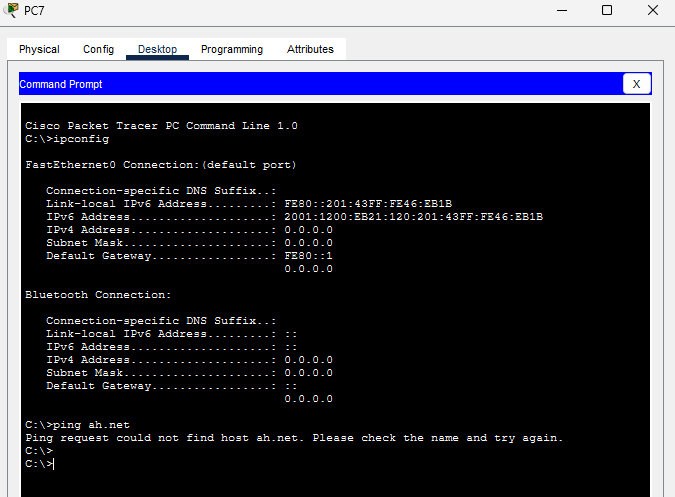 PC7
Physical Config Desktop Programming Attributes
Command Prompt
X
Cisco Packet Tracer PC Command Line 1.0
C:\>ipconfig
FastEthernet0 Connection:(default port)
Connection-specific DNS Suffix..:
Link-local IPv6 Address.........: FE80::201:43FF:FE46:EB1B
IPv6 Address....................: 2001:1200:EB21:120:201:43FF:FE46:EB1B
IPv4 Address....................: 0.0.0.0
Subnet Mask.....................: 0.0.0.0
Default Gateway.................: FE80::1
0.0.0.0
Bluetooth Connection:
Connection-specific DNS Suffix..:
Link-local IPv6 Address.........: ::
IPv6 Address....................: ::
IPv4 Address....................: 0.0.0.0
Subnet Mask.....................: 0.0.0.0
Default Gateway.................: ::
0.0.0.0
C:\>ping ah.net
Ping request could not find host ah.net. Please check the name and try again.
C:\>
C:\>